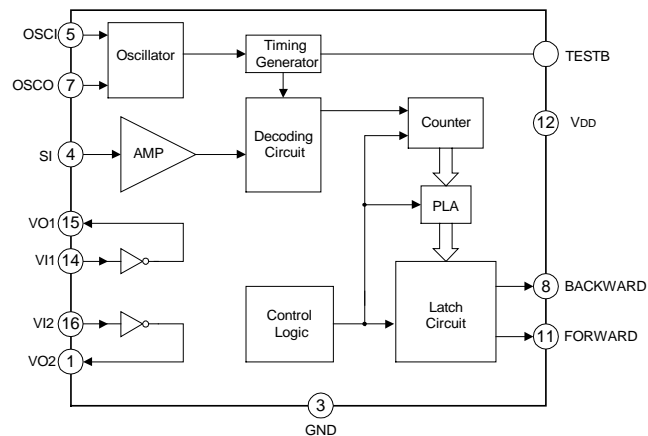 OSCI
5
Oscillator
OSCO
7
Timing
Generator
TESTB
SI
4
AMP
Decoding
Circuit
Counter
12
VDD
VO1
15
VI1
14
PLA
VI2
16
VO2
1
Control
Logic
Latch
Circuit
8
BACKWARD
11
FORWARD
3
GND